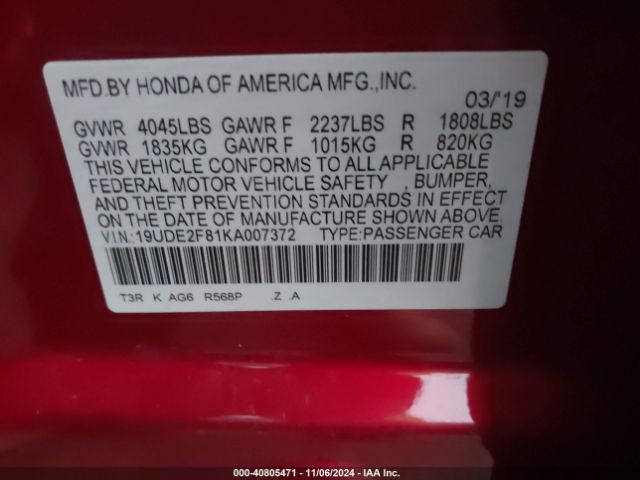 MFD.BY HONDA OF AMERICA MFG.,INC.
03/'19
GVWR 4045LBS GAWR F 2237LBS R 1808LBS
GVWR 1835KG GAWR F 1015KG R 820KG
THIS VEHICLE CONFORMS TO ALL APPLICABLE
FEDERAL MOTOR VEHICLE SAFETY , BUMPER,
AND THEFT PREVENTION STANDARDS IN EFFECT
ON THE DATE OF MANUFACTURE SHOWN ABOVE.
V.I.N.:19UDE2F81KA007372 TYPE:PASSENGER CAR
T3R K AG6 R568P .Z .A
000-40805471 - 11/06/2024 - IAA Inc.